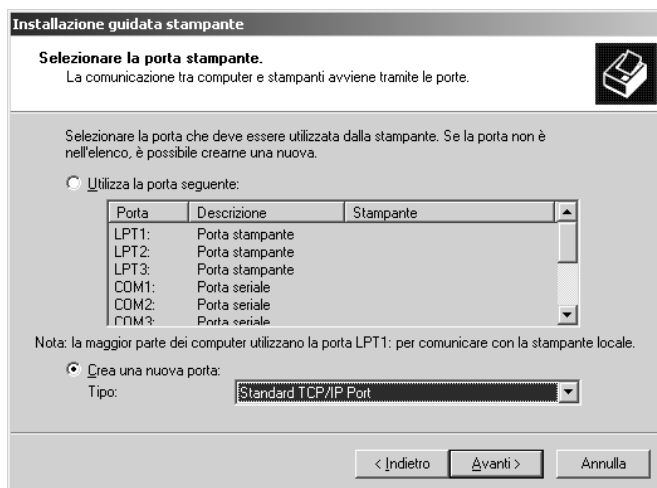 Installazione guidata stampante
Selezionare la porta stampante.
La comunicazione tra computer e stampanti avviene tramite le porte.
Selezionare la porta che deve essere utilizzata dalla stampante. Se la porta non è
nell'elenco, è possibile crearne una nuova.
Utilizza la porta seguente:
Porta Descrizione Stampante
LPT1: Porta stampante
LPT2: Porta stampante
LPT3: Porta stampante
COM1: Porta seriale
COM2: Porta seriale
COM3: Porta seriale
Nota: la maggior parte dei computer utilizzano la porta LPT1: per comunicare con la stampante locale.
Crea una nuova porta:
Tipo: Standard TCP/IP Port
< Indietro Avanti > Annulla